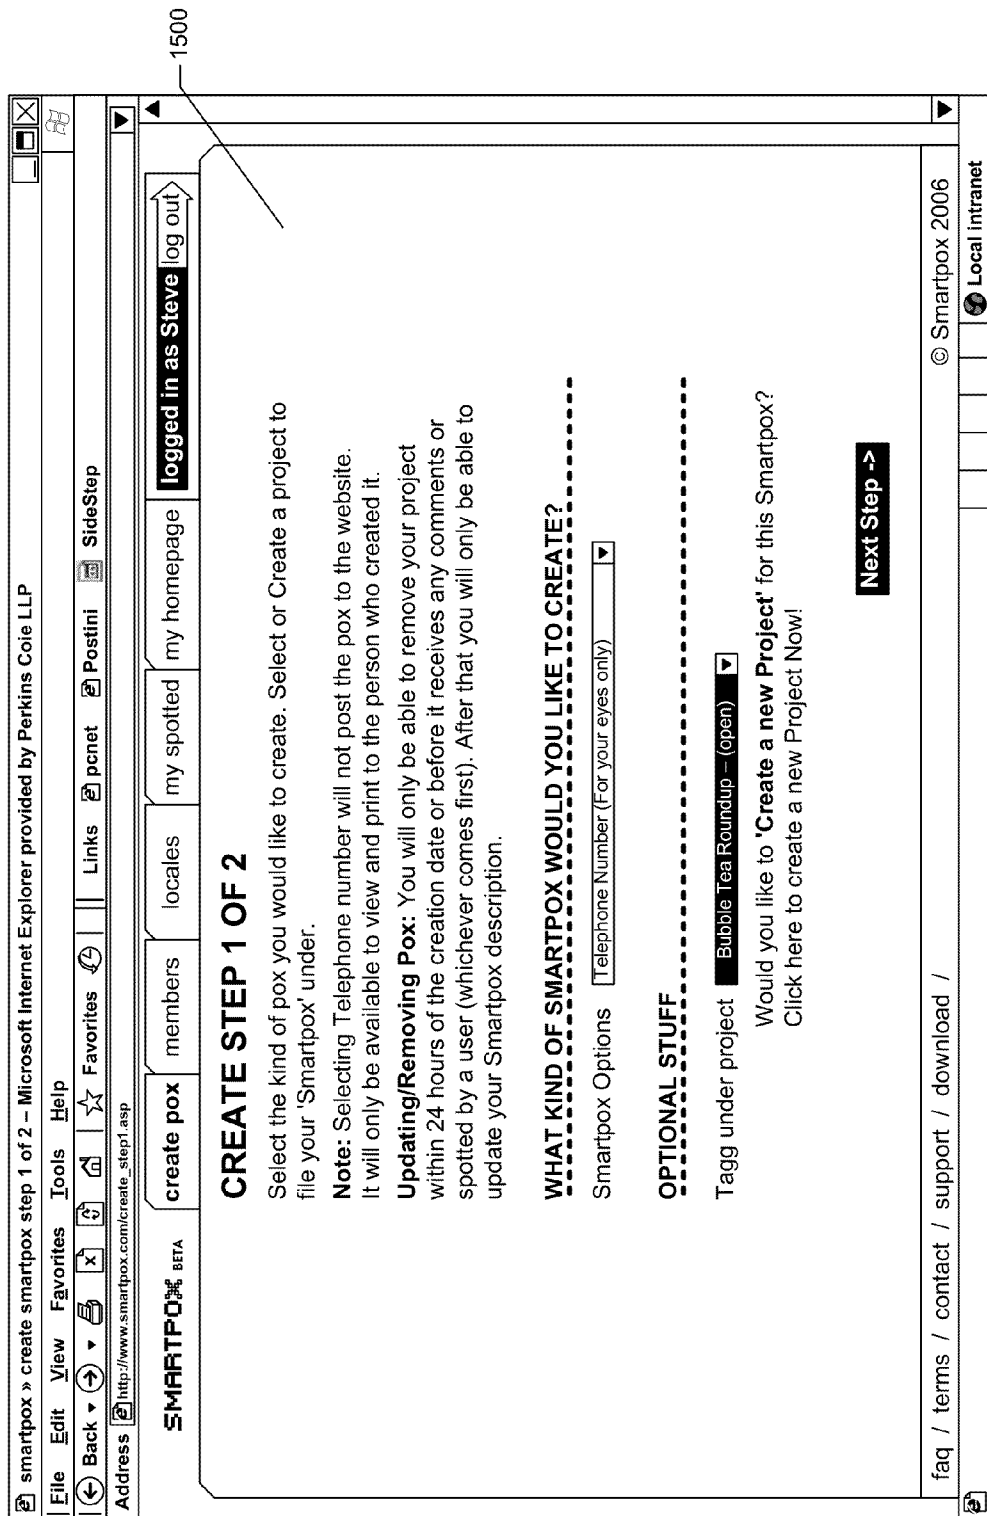 smartpox » create smartpox step 1 of 2 – Microsoft Internet Explorer provided by Perkins Coie LLP
File Edit View Favorites Tools Help
Back Favorites Links pcnet Postini SideStep
Address http://www.smartpox.com/create_step1.asp
SMARTPOX BETA create pox members locales my spotted my homepage logged in as Steve log out
1500
CREATE STEP 1 OF 2
Select the kind of pox you would like to create. Select or Create a project to
file your 'Smartpox' under.
Note: Selecting Telephone number will not post the pox to the website.
It will only be available to view and print to the person who created it.
Updating/Removing Pox: You will only be able to remove your project
within 24 hours of the creation date or before it receives any comments or
spotted by a user (whichever comes first). After that you will only be able to
update your Smartpox description.
WHAT KIND OF SMARTPOX WOULD YOU LIKE TO CREATE?
Smartpox Options Telephone Number (For your eyes only)
OPTIONAL STUFF
Tagg under project Bubble Tea Roundup – (open)
Would you like to 'Create a new Project' for this Smartpox?
Click here to create a new Project Now!
Next Step ->
faq / terms / contact / support / download / © Smartpox 2006
Local intranet